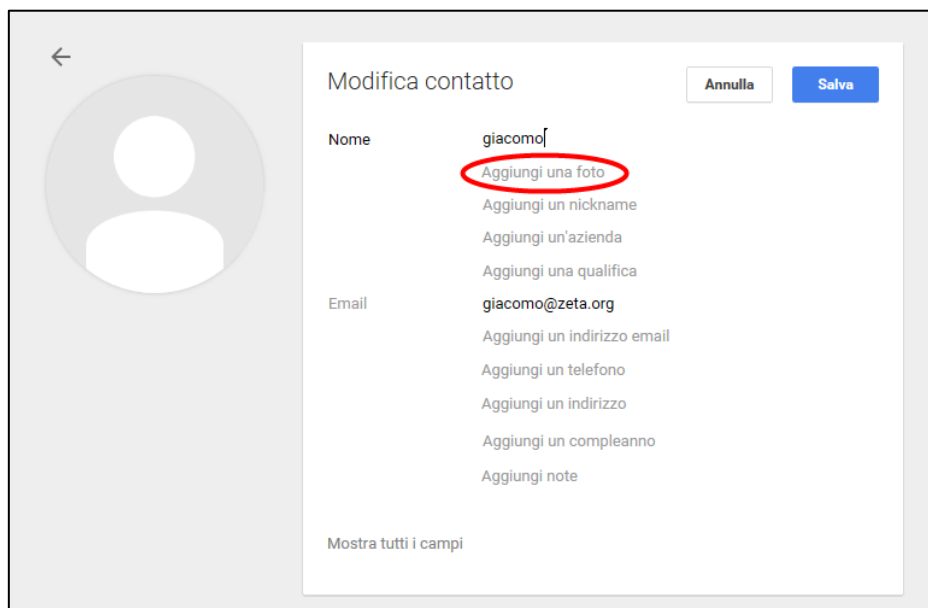 Modifica contatto
Annulla
Salva
Nome
giacomo
Aggiungi una foto
Aggiungi un nickname
Aggiungi un'azienda
Aggiungi una qualifica
Email
giacomo@zeta.org
Aggiungi un indirizzo email
Aggiungi un telefono
Aggiungi un indirizzo
Aggiungi un compleanno
Aggiungi note
Mostra tutti i campi